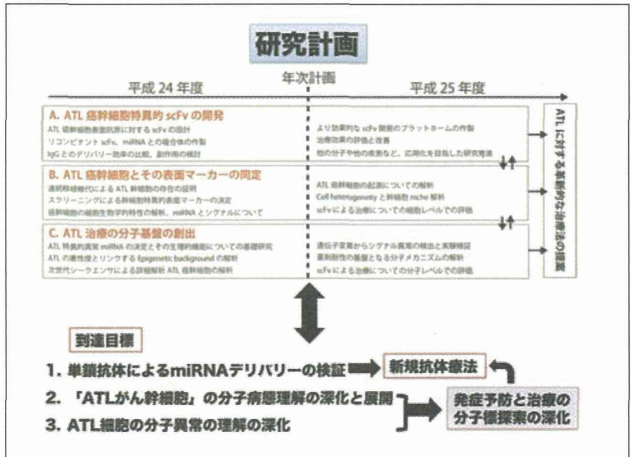 研究計画
年次計画
平成 24 年度
平成 25 年度
A. ATL 癌幹細胞特異的 scFv の開発
ATL 癌幹細胞表面抗原に対する scFv の設計
リコンビナント scFv、miRNA との複合体の作製
IgG とのデリバリー効率の比較、副作用の検討
より効果的な scFv 開発のプラットホームの作製
治療効果の評価と改善
他の分子や他の疾患など、応用化を目指した研究推進
B. ATL 癌幹細胞とその表面マーカーの同定
連続移植継代による ATL 幹細胞の存在の証明
スクリーニングによる幹細胞特異的表面マーカーの決定
癌幹細胞の細胞生物学的特性の解析、miRNA とシグナルについて
ATL 癌幹細胞の起源についての解析
Cell heterogeneity と幹細胞 niche 解析
scFv による治療についての細胞レベルでの評価
C. ATL 治療の分子基盤の創出
ATL 特異的異常 miRNA の決定とその生理的機能についての基礎研究
ATL の悪性度とリンクする Epigenetic background の解析
次世代シークエンサによる詳細解析 ATL 癌幹細胞の解析
遺伝子変異からシグナル異常の検出と実験検証
薬剤耐性の基盤となる分子メカニズムの解析
scFv による治療についての分子レベルでの評価
ATL に対する革新的な治療法の提案
到達目標
1. 単鎖抗体によるmiRNAデリバリーの検証
新規抗体療法
2. 「ATLがん幹細胞」の分子病態理解の深化と展開
3. ATL細胞の分子異常の理解の深化
発症予防と治療の
分子標探索の深化